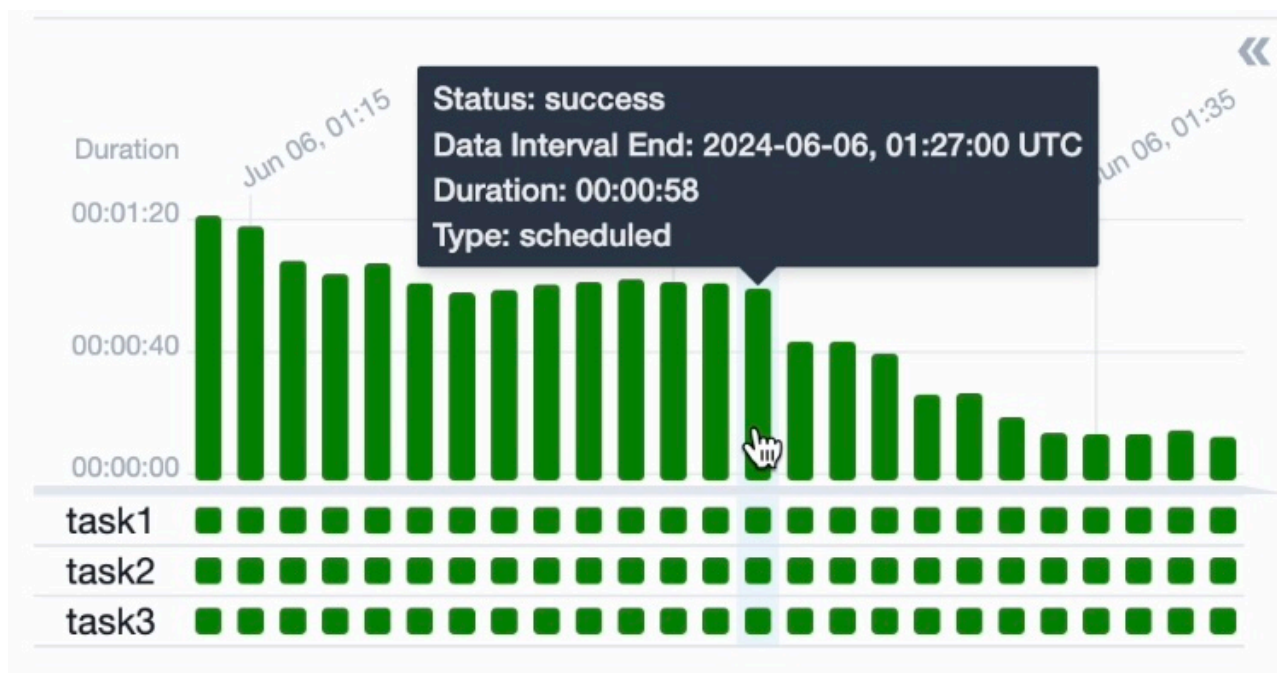 «
Jun 06, 01:15
un 06, 01:35
Status: success
Data Interval End: 2024-06-06, 01:27:00 UTC
Duration: 00:00:58
Type: scheduled
Duration
00:01:20
00:00:40
00:00:00
task1
task2
task3